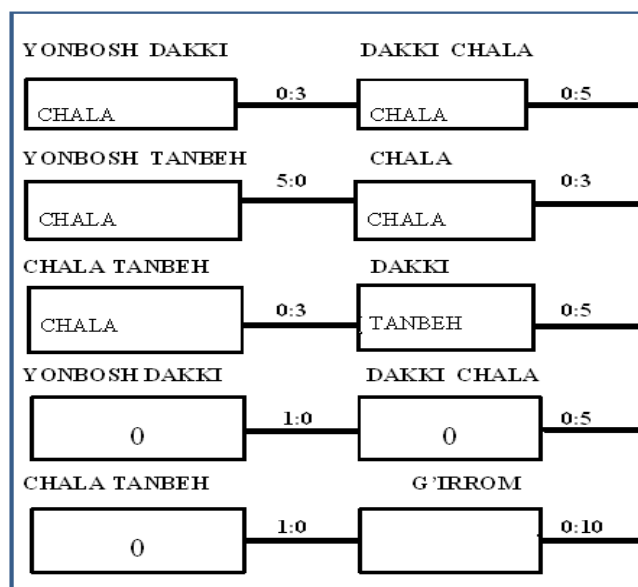 YONBOSH DAKKI DAKKI CHALA
0:3 0:5
CHALA CHALA
YONBOSH TANBEH CHALA
5:0 0:3
CHALA CHALA
CHALA TANBEH DAKKI
0:3 0:5
CHALA TANBEH
YONBOSH DAKKI DAKKI CHALA
1:0 0:5
0 0
CHALA TANBEH G'IRROM
1:0 0:10
0